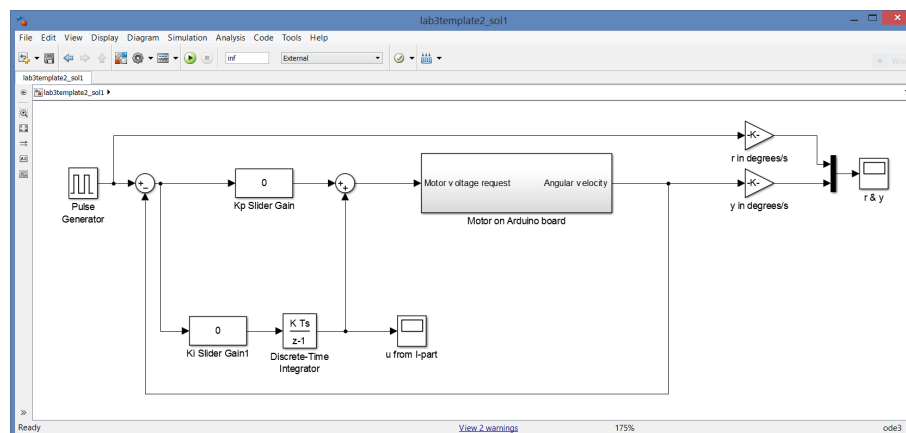 lab3template2_sol1
File Edit View Display Diagram Simulation Analysis Code Tools Help
inf
External
lab3template2_sol1
lab3template2_sol1
-K-
r in degrees/s
Pulse
Generator
+
−
0
Kp Slider Gain
+
+
Motor voltage request
Angular velocity
Motor on Arduino board
-K-
y in degrees/s
r & y
0
Ki Slider Gain1
K Ts
z-1
Discrete-Time
Integrator
u from I-part
Ready
View 2 warnings
175%
ode3